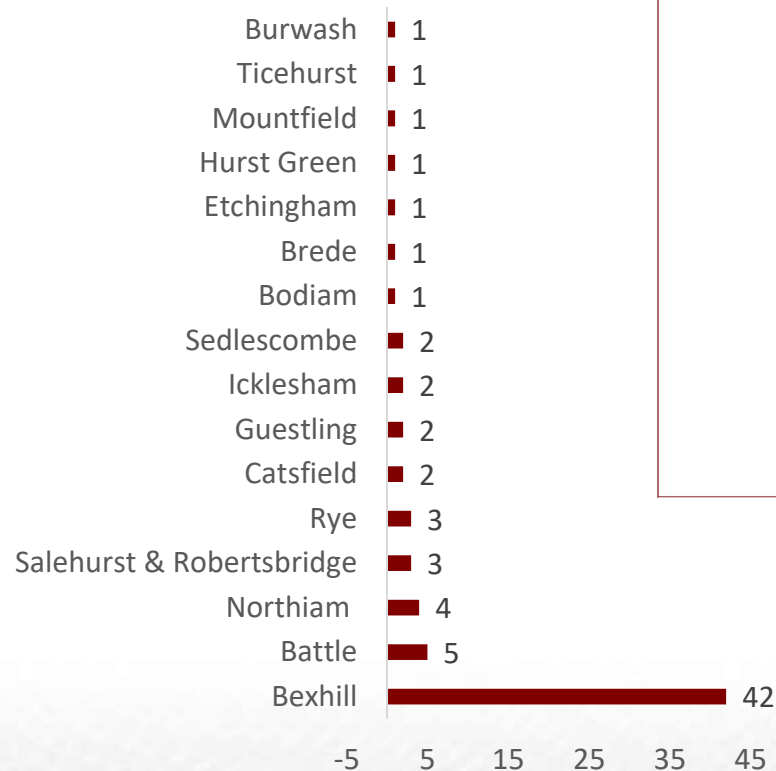 Burwash 1
Ticehurst 1
Mountfield 1
Hurst Green 1
Etchingham 1
Brede 1
Bodiam 1
Sedlescombe 2
Icklesham 2
Guestling 2
Catsfield 2
Rye 3
Salehurst & Robertsbridge 3
Northiam 4
Battle 5
Bexhill 42
-5 5 15 25 35 45